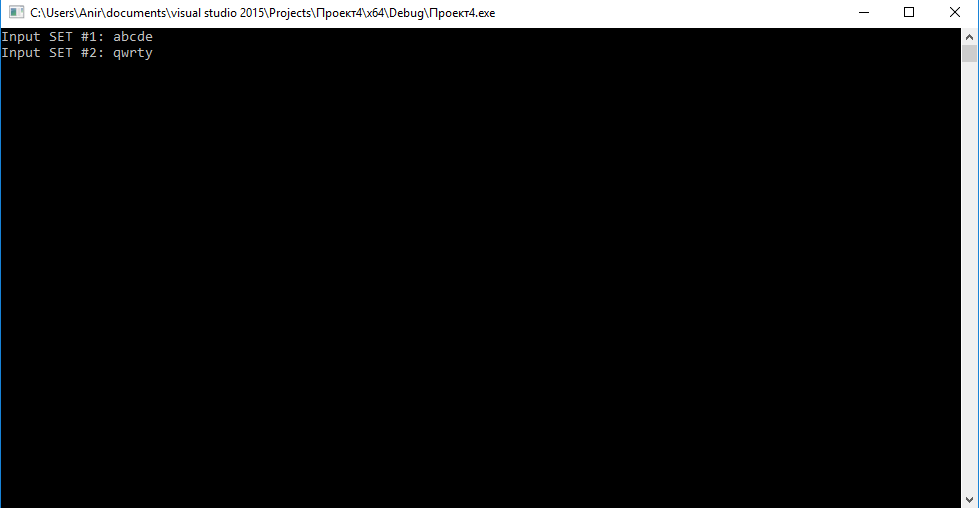 C:\Users\Anir\documents\visual studio 2015\Projects\Проект4\x64\Debug\Проект4.exe
Input SET #1: abcde
Input SET #2: qwrty